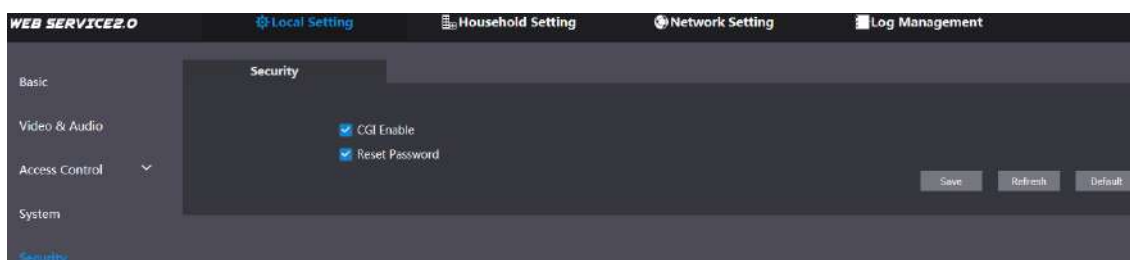 WEB SERVICE2.0
Local Setting
Household Setting
Network Setting
Log Management
Basic
Video & Audio
Access Control
System
Security
Security
CGI Enable
Reset Password
Save
Refresh
Default